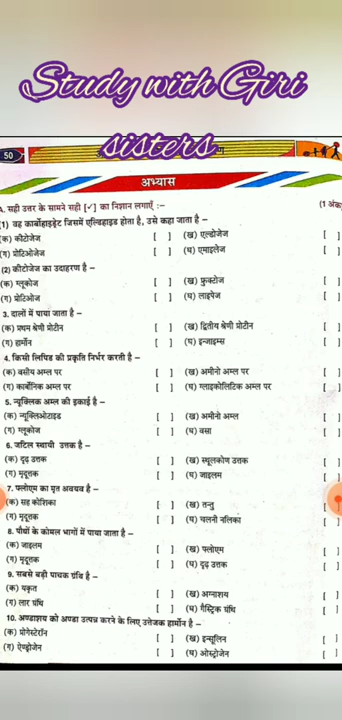 Study with Giri
sisters
50
अभ्यास
A. सही उत्तर के सामने सही [✓] का निशान लगाएँ :– (1 अंक
(1) वह कार्बोहाइड्रेट जिसमें एल्डिहाइड होता है, उसे कहा जाता है –
(क) कीटोजेज [ ] (ख) एल्डोजेज [ ]
(ग) प्रोटिओजेज [ ] (घ) एमाइलेज [ ]
(2) कीटोजेज का उदाहरण है –
(क) ग्लूकोज [ ] (ख) फ्रुक्टोज [ ]
(ग) प्रोटिओज [ ] (घ) लाइपेज [ ]
3. दालों में पाया जाता है –
(क) प्रथम श्रेणी प्रोटीन [ ] (ख) द्वितीय श्रेणी प्रोटीन [ ]
(ग) हार्मोन [ ] (घ) इन्जाइम्स [ ]
4. किसी लिपिड की प्रकृति निर्भर करती है –
(क) वसीय अम्ल पर [ ] (ख) अमीनो अम्ल पर [ ]
(ग) कार्बोनिक अम्ल पर [ ] (घ) ग्लाइकोलिटिक अम्ल पर [ ]
5. न्यूक्लिक अम्ल की इकाई है –
(क) न्यूक्लिओटाइड [ ] (ख) अमीनो अम्ल [ ]
(ग) ग्लूकोज [ ] (घ) वसा [ ]
6. जटिल स्थायी उत्तक है –
(क) दृढ़ उत्तक [ ] (ख) स्थूलकोण उत्तक [ ]
(ग) मृदूत्तक [ ] (घ) जाइलम [ ]
7. फ्लोएम का मृत अवयव है –
(क) सह कोशिका [ ] (ख) तन्तु [ ]
(ग) मृदूत्तक [ ] (घ) चलनी नलिका [ ]
8. पौधों के कोमल भागों में पाया जाता है –
(क) जाइलम [ ] (ख) फ्लोएम [ ]
(ग) मृदूत्तक [ ] (घ) दृढ़ उत्तक [ ]
9. सबसे बड़ी पाचक ग्रंथि है –
(क) यकृत [ ] (ख) अग्नाशय [ ]
(ग) लार ग्रंथि [ ] (घ) गैस्ट्रिक ग्रंथि [ ]
10. अण्डाशय को अण्डा उत्पन्न करने के लिए उत्तेजक हार्मोन है –
(क) प्रोगेस्टेरॉन [ ] (ख) इन्सूलिन [ ]
(ग) ऐण्ड्रोजेन [ ] (घ) ओस्ट्रोजेन [ ]